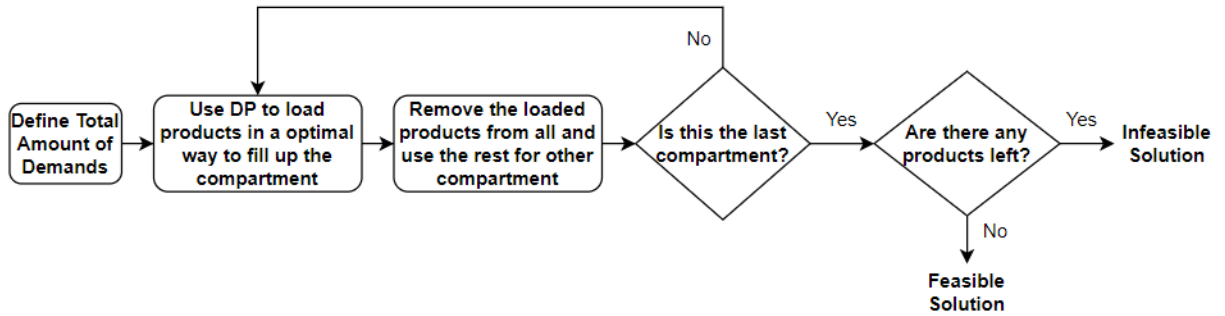 Define Total
Amount of
Demands
Use DP to load
products in a optimal
way to fill up the
compartment
Remove the loaded
products from all and
use the rest for other
compartment
No
Is this the last
compartment?
Yes
Are there any
products left?
Yes
Infeasible
Solution
No
Feasible
Solution